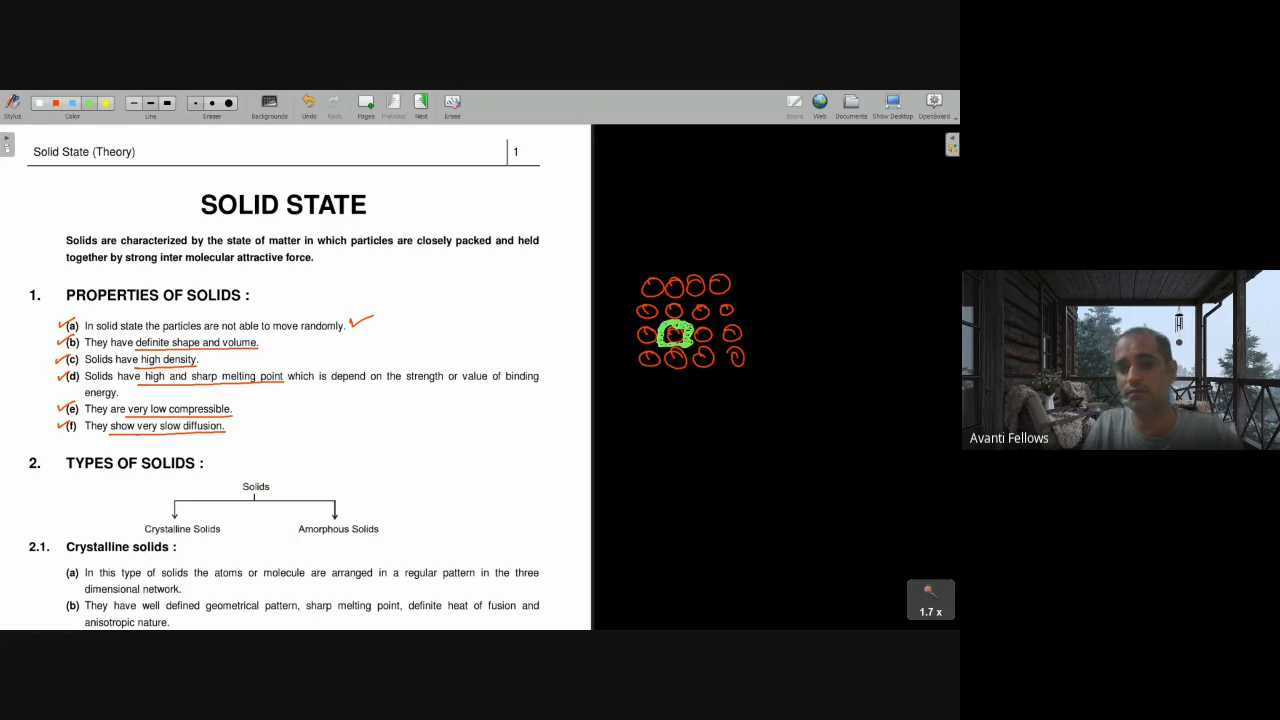 Stylus
Color
Line
Eraser
Backgrounds
Undo
Redo
Pages
Previous
Next
Erase
Board
Web
Documents
Show Desktop
OpenBoard
Solid State (Theory)
1
SOLID STATE
Solids are characterized by the state of matter in which particles are closely packed and held
together by strong inter molecular attractive force.
1. PROPERTIES OF SOLIDS :
(a) In solid state the particles are not able to move randomly.
(b) They have definite shape and volume.
(c) Solids have high density.
(d) Solids have high and sharp melting point which is depend on the strength or value of binding
energy.
(e) They are very low compressible.
(f) They show very slow diffusion.
2. TYPES OF SOLIDS :
Solids
Crystalline Solids
Amorphous Solids
2.1. Crystalline solids :
(a) In this type of solids the atoms or molecule are arranged in a regular pattern in the three
dimensional network.
(b) They have well defined geometrical pattern, sharp melting point, definite heat of fusion and
anisotropic nature.
1.7 x
Avanti Fellows